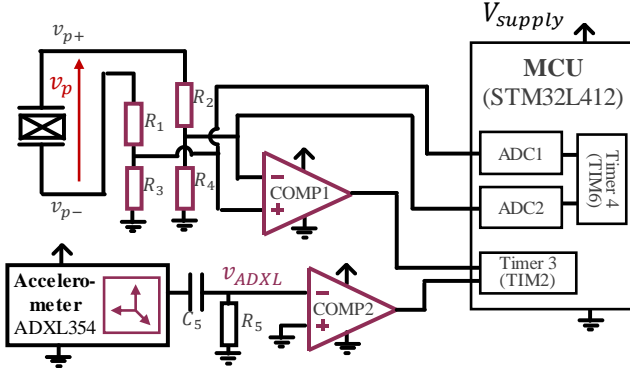 v_{p+}
V_{supply}
v_p
R_2
R_1
MCU
(STM32L412)
ADC1
Timer 4
(TIM6)
R_3
R_4
COMP1
ADC2
v_{p-}
Timer 3
(TIM2)
Accelero-
meter
ADXL354
v_{ADXL}
C_5
R_5
COMP2